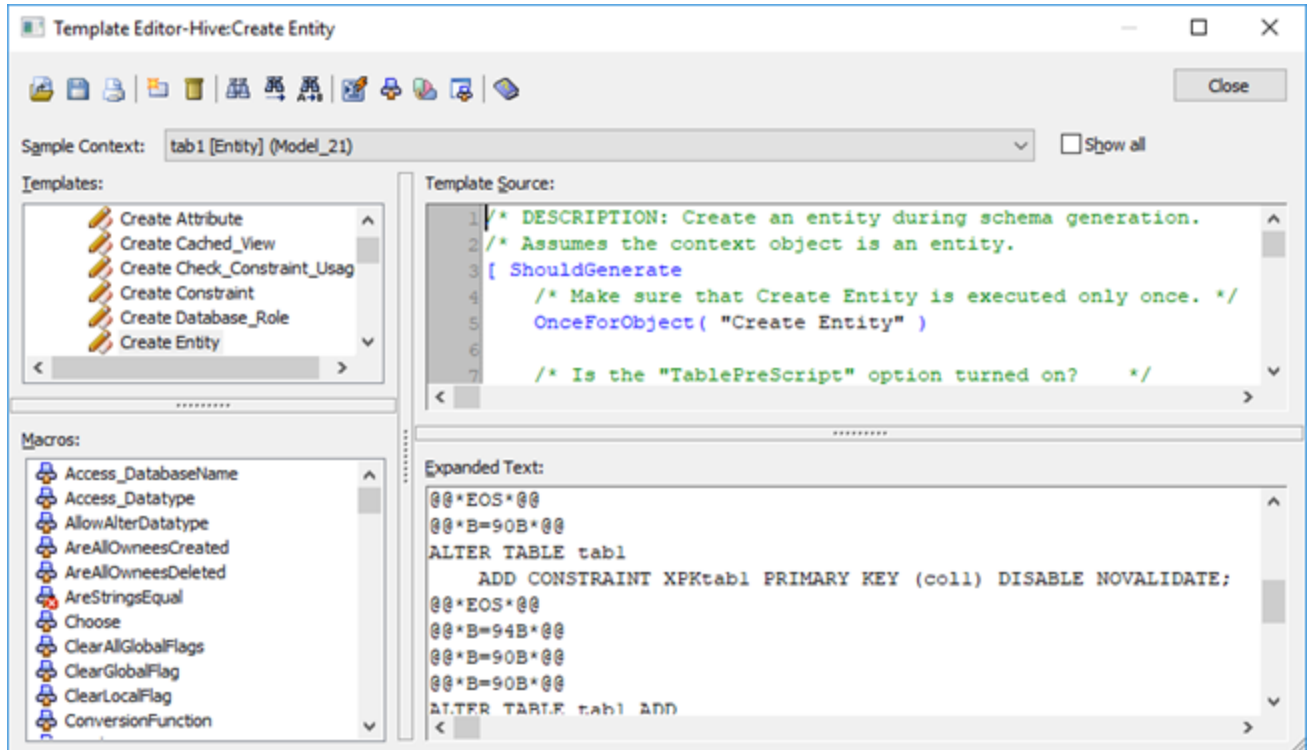 Template Editor-Hive:Create Entity
Close
Sample Context: tab1 [Entity] (Model_21) Show all
Templates:
Create Attribute
Create Cached_View
Create Check_Constraint_Usag
Create Constraint
Create Database_Role
Create Entity
Template Source:
1 /* DESCRIPTION: Create an entity during schema generation.
2 /* Assumes the context object is an entity.
3 [ ShouldGenerate
4 /* Make sure that Create Entity is executed only once. */
5 OnceForObject( "Create Entity" )
6
7 /* Is the "TablePreScript" option turned on? */
Macros:
Access_DatabaseName
Access_Datatype
AllowAlterDatatype
AreAllOwneesCreated
AreAllOwneesDeleted
AreStringsEqual
Choose
ClearAllGlobalFlags
ClearGlobalFlag
ClearLocalFlag
ConversionFunction
Expanded Text:
@@*EOS*@@
@@*B=90B*@@
ALTER TABLE tab1
ADD CONSTRAINT XPKtab1 PRIMARY KEY (col1) DISABLE NOVALIDATE;
@@*EOS*@@
@@*B=94B*@@
@@*B=90B*@@
@@*B=90B*@@
ALTER TABLE tab1 ADD